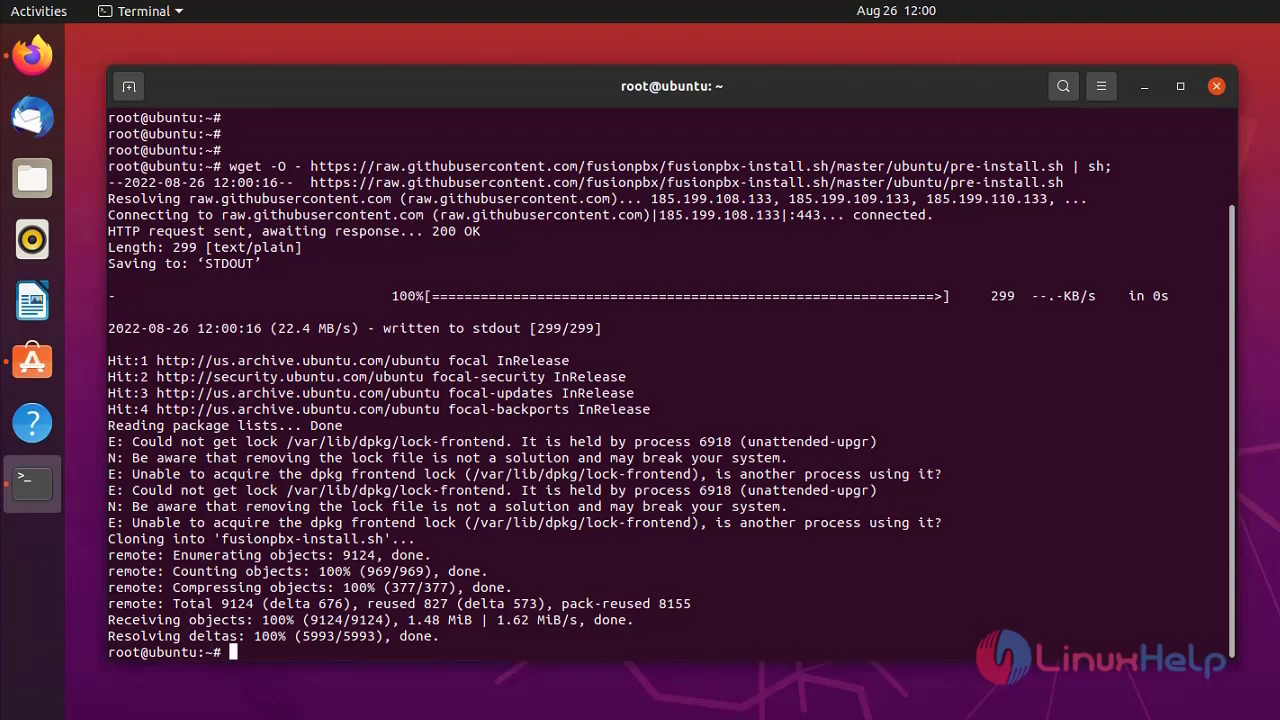 Activities
Terminal
Aug 26 12:00
root@ubuntu: ~
root@ubuntu:~#
root@ubuntu:~#
root@ubuntu:~#
root@ubuntu:~# wget -O - https://raw.githubusercontent.com/fusionpbx/fusionpbx-install.sh/master/ubuntu/pre-install.sh | sh;
--2022-08-26 12:00:16--  https://raw.githubusercontent.com/fusionpbx/fusionpbx-install.sh/master/ubuntu/pre-install.sh
Resolving raw.githubusercontent.com (raw.githubusercontent.com)... 185.199.108.133, 185.199.109.133, 185.199.110.133, ...
Connecting to raw.githubusercontent.com (raw.githubusercontent.com)|185.199.108.133|:443... connected.
HTTP request sent, awaiting response... 200 OK
Length: 299 [text/plain]
Saving to: ‘STDOUT’
-                                  100%[===============================================================>]     299  --.-KB/s    in 0s
2022-08-26 12:00:16 (22.4 MB/s) - written to stdout [299/299]
Hit:1 http://us.archive.ubuntu.com/ubuntu focal InRelease
Hit:2 http://security.ubuntu.com/ubuntu focal-security InRelease
Hit:3 http://us.archive.ubuntu.com/ubuntu focal-updates InRelease
Hit:4 http://us.archive.ubuntu.com/ubuntu focal-backports InRelease
Reading package lists... Done
E: Could not get lock /var/lib/dpkg/lock-frontend. It is held by process 6918 (unattended-upgr)
N: Be aware that removing the lock file is not a solution and may break your system.
E: Unable to acquire the dpkg frontend lock (/var/lib/dpkg/lock-frontend), is another process using it?
E: Could not get lock /var/lib/dpkg/lock-frontend. It is held by process 6918 (unattended-upgr)
N: Be aware that removing the lock file is not a solution and may break your system.
E: Unable to acquire the dpkg frontend lock (/var/lib/dpkg/lock-frontend), is another process using it?
Cloning into 'fusionpbx-install.sh'...
remote: Enumerating objects: 9124, done.
remote: Counting objects: 100% (969/969), done.
remote: Compressing objects: 100% (377/377), done.
remote: Total 9124 (delta 676), reused 827 (delta 573), pack-reused 8155
Receiving objects: 100% (9124/9124), 1.48 MiB | 1.62 MiB/s, done.
Resolving deltas: 100% (5993/5993), done.
root@ubuntu:~#
LinuxHelp